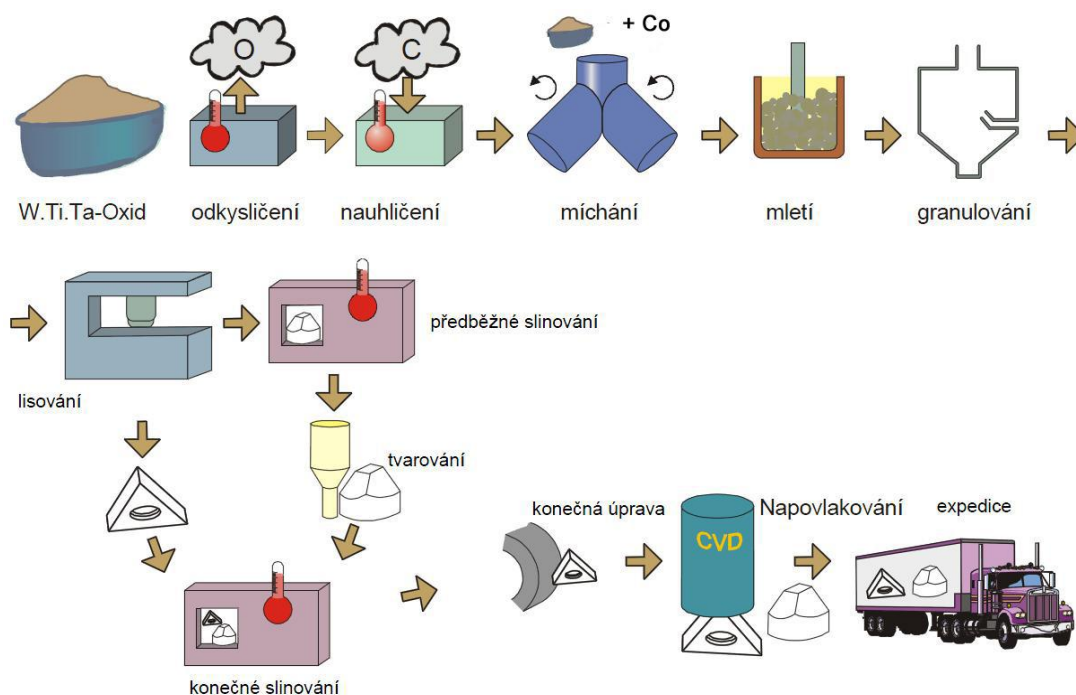 O
C
+ Co
W.Ti.Ta-Oxid
odkysličení
nauhličení
míchání
mletí
granulování
lisování
předběžné slinování
tvarování
konečné slinování
konečná úprava
CVD
Napovlakování
expedice